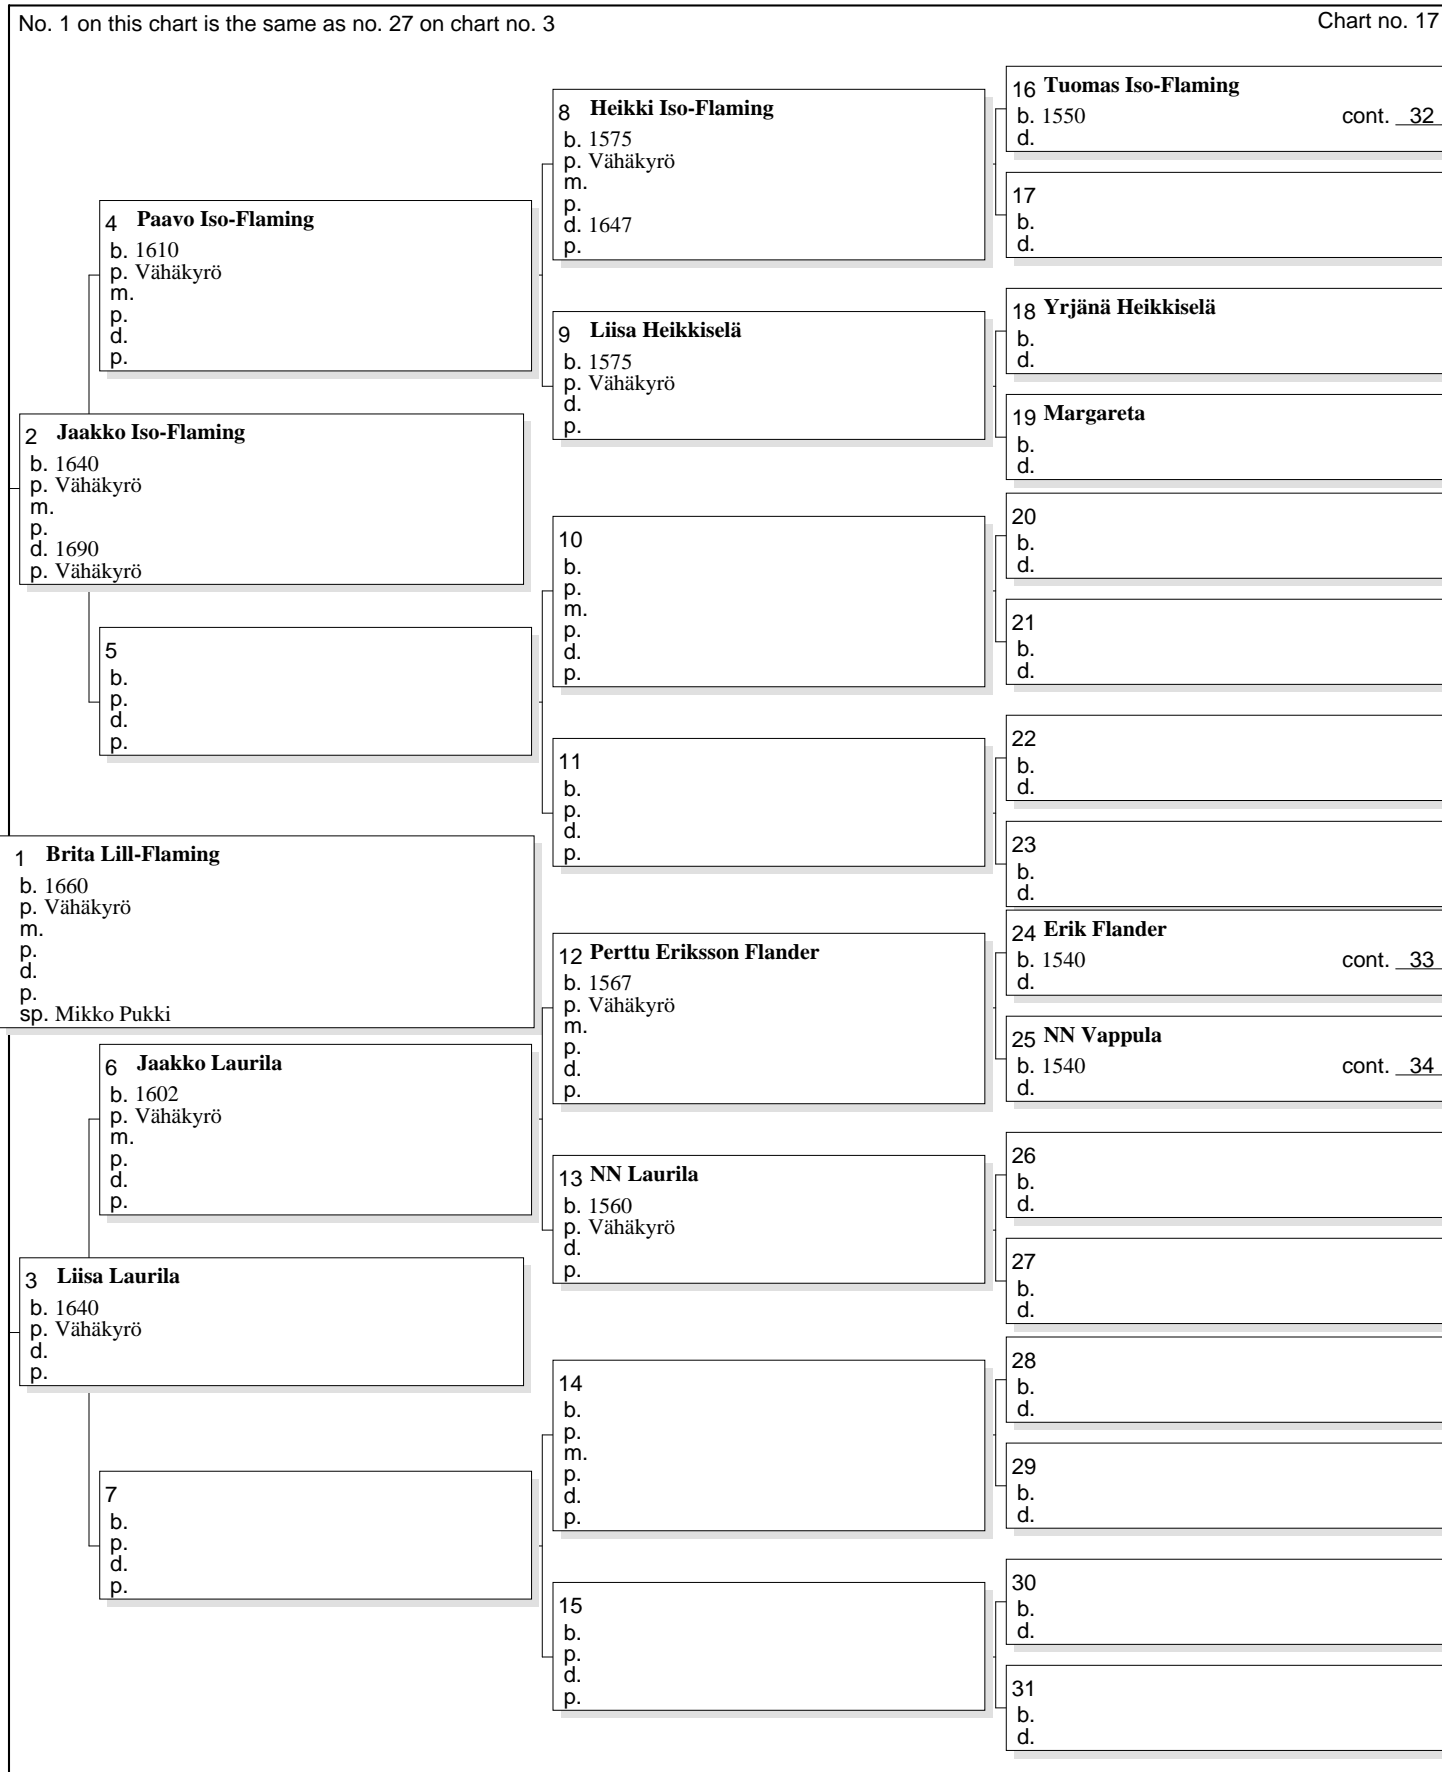 No. 1 on this chart is the same as no. 27 on chart no. 3
Chart no. 17
16 Tuomas Iso-Flaming
b. 1550 cont. 32
d.
8 Heikki Iso-Flaming
b. 1575
p. Vähäkyrö
m.
p.
d. 1647
p.
17
b.
d.
4 Paavo Iso-Flaming
b. 1610
p. Vähäkyrö
m.
p.
d.
p.
18 Yrjänä Heikkiselä
b.
d.
9 Liisa Heikkiselä
b. 1575
p. Vähäkyrö
d.
p.
19 Margareta
b.
d.
2 Jaakko Iso-Flaming
b. 1640
p. Vähäkyrö
m.
p.
d. 1690
p. Vähäkyrö
20
b.
d.
10
b.
p.
m.
p.
d.
p.
21
b.
d.
5
b.
p.
d.
p.
22
b.
d.
11
b.
p.
d.
p.
23
b.
d.
1 Brita Lill-Flaming
b. 1660
p. Vähäkyrö
m.
p.
d.
p.
sp. Mikko Pukki
24 Erik Flander
b. 1540 cont. 33
d.
12 Perttu Eriksson Flander
b. 1567
p. Vähäkyrö
m.
p.
d.
p.
25 NN Vappula
b. 1540 cont. 34
d.
6 Jaakko Laurila
b. 1602
p. Vähäkyrö
m.
p.
d.
p.
26
b.
d.
13 NN Laurila
b. 1560
p. Vähäkyrö
d.
p.
27
b.
d.
3 Liisa Laurila
b. 1640
p. Vähäkyrö
d.
p.
28
b.
d.
14
b.
p.
m.
p.
d.
p.
29
b.
d.
7
b.
p.
d.
p.
30
b.
d.
15
b.
p.
d.
p.
31
b.
d.